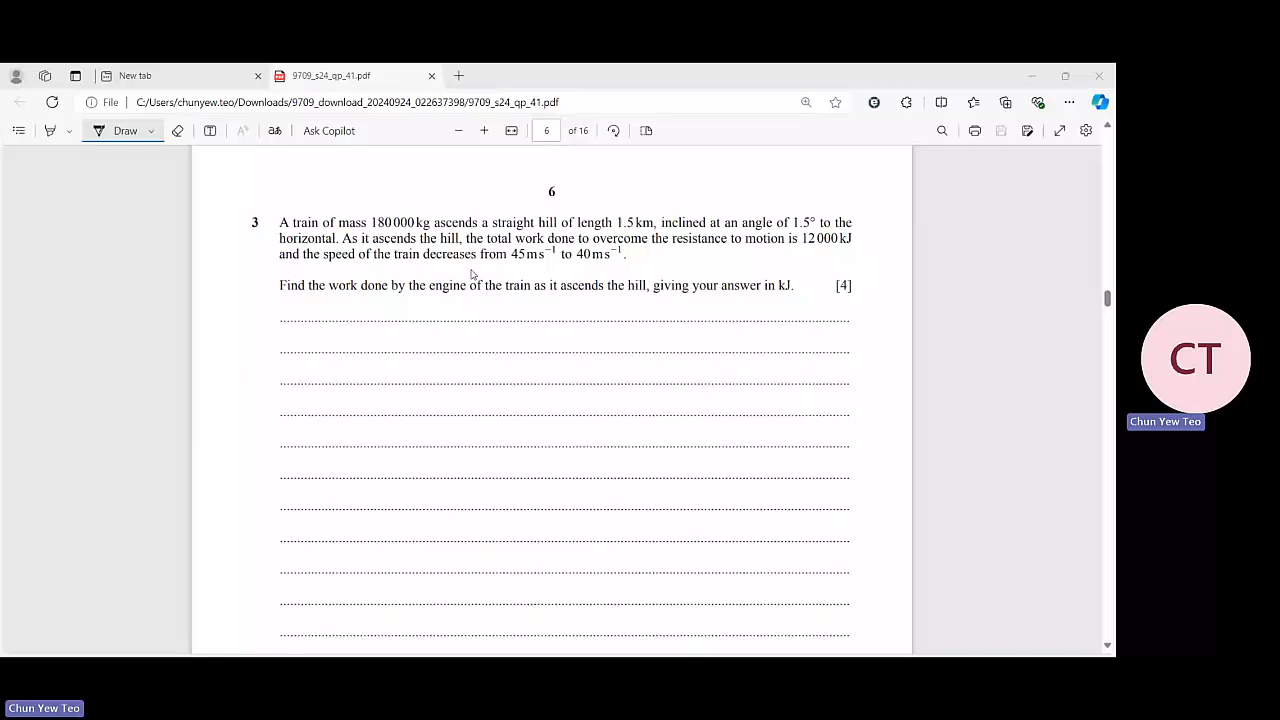 New tab
9709_s24_qp_41.pdf
File
C:/Users/chunyew.teo/Downloads/9709_download_20240924_022637398/9709_s24_qp_41.pdf
Draw
Ask Copilot
6 of 16
6
3 A train of mass 180 000 kg ascends a straight hill of length 1.5 km, inclined at an angle of 1.5° to the
horizontal. As it ascends the hill, the total work done to overcome the resistance to motion is 12 000 kJ
and the speed of the train decreases from 45 m s⁻¹ to 40 m s⁻¹.
Find the work done by the engine of the train as it ascends the hill, giving your answer in kJ. [4]
CT
Chun Yew Teo
Chun Yew Teo